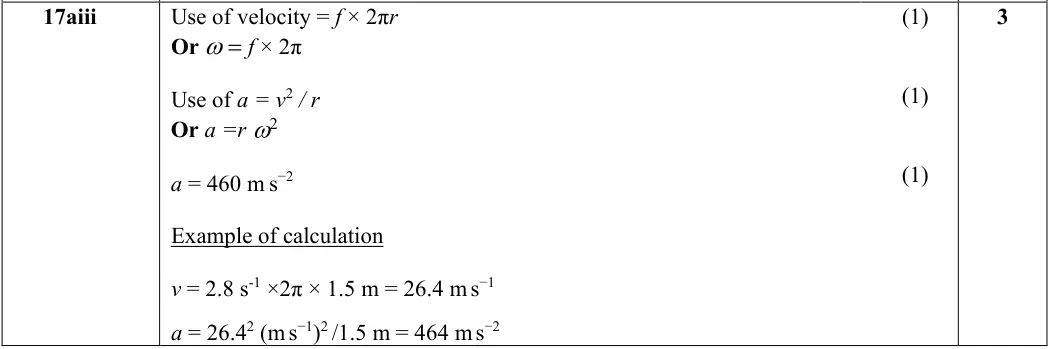 17aiii Use of velocity = f × 2πr (1) 3
Or ω = f × 2π
Use of a = v² / r (1)
Or a =r ω²
a = 460 m s⁻² (1)
Example of calculation
v = 2.8 s⁻¹ ×2π × 1.5 m = 26.4 m s⁻¹
a = 26.4² (m s⁻¹)² /1.5 m = 464 m s⁻²